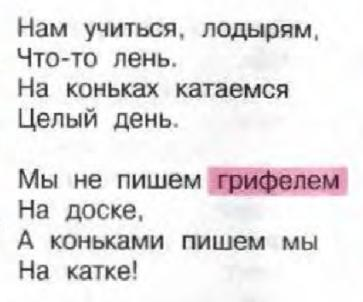 Нам учиться, лодырям,
Что-то лень.
На коньках катаемся
Целый день.
Мы не пишем грифелем
На доске,
А коньками пишем мы
На катке!